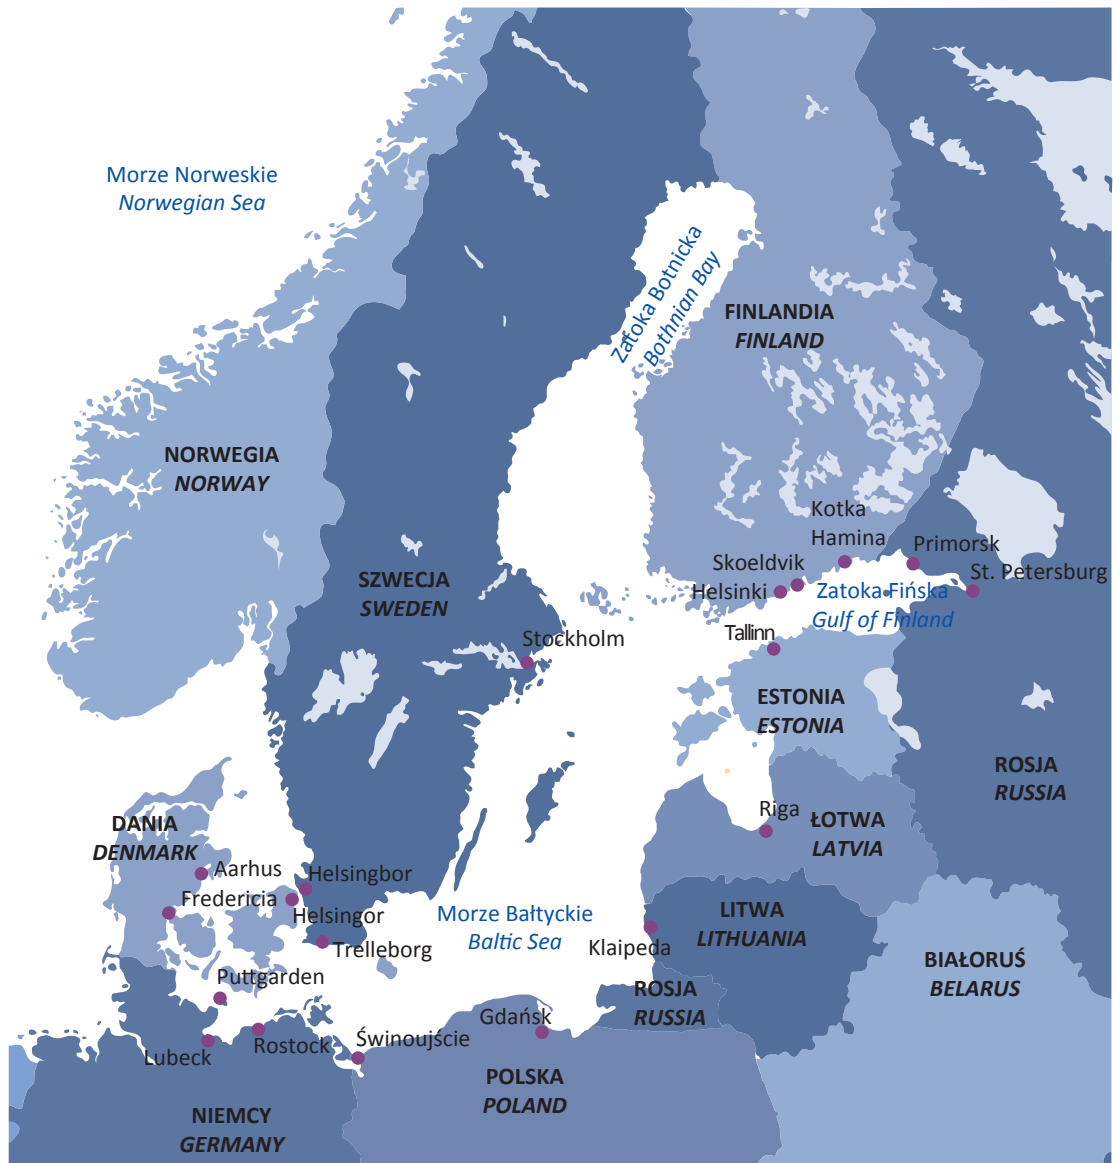 Morze Norweskie
Norwegian Sea
Zatoka Botnicka
Bothnian Bay
FINLANDIA
FINLAND
NORWEGIA
NORWAY
Kotka
Hamina
Primorsk
St. Petersburg
Skoeldvik
Helsinki
Zatoka Fińska
Gulf of Finland
SZWECJA
SWEDEN
Stockholm
Tallinn
ESTONIA
ESTONIA
ROSJA
RUSSIA
Riga
ŁOTWA
LATVIA
DANIA
DENMARK
Aarhus
Fredericia
Helsingbor
Helsingor
Trelleborg
Morze Bałtyckie
Baltic Sea
Klaipeda
LITWA
LITHUANIA
BIAŁORUŚ
BELARUS
Puttgarden
ROSJA
RUSSIA
Gdańsk
Lubeck
Rostock
Świnoujście
POLSKA
POLAND
NIEMCY
GERMANY